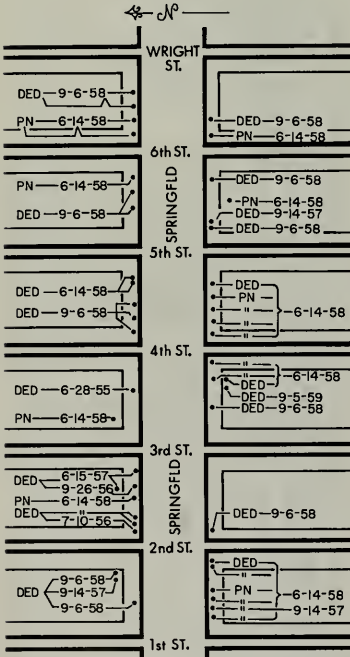 N
WRIGHT
ST.
DED 9-6-58
PN 6-14-58
DED 9-6-58
PN 6-14-58
6th ST.
SPRINGFLD
PN 6-14-58
DED 9-6-58
DED 9-6-58
PN 6-14-58
DED 9-14-57
DED 9-6-58
5th ST.
DED 6-14-58
DED 9-6-58
DED
PN
"
"
"
6-14-58
4th ST.
DED 6-28-55
PN 6-14-58
"
"
DED
6-14-58
DED 9-5-59
DED 9-6-58
3rd ST.
SPRINGFLD
DED 6-15-57
9-26-56
PN 6-14-58
DED "
7-10-56
DED 9-6-58
2nd ST.
DED 9-6-58
9-14-57
9-6-58
DED
"
PN
"
"
6-14-58
9-14-57
1st ST.